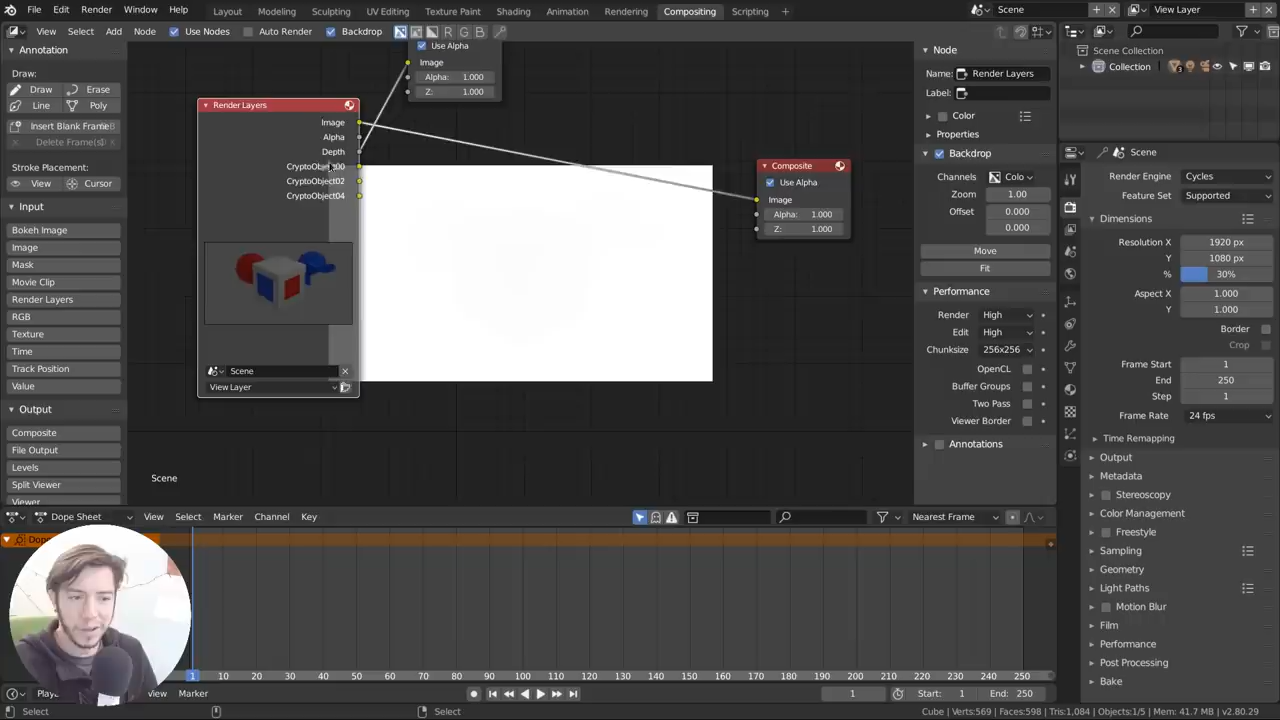 File Edit Render Window Help
Layout Modeling Sculpting UV Editing Texture Paint Shading Animation Rendering Compositing Scripting +
Scene
View Layer
View Select Add Node Use Nodes Auto Render Backdrop R G B
Annotation
Draw:
Draw Erase
Line Poly
Insert Blank Frame
Delete Frame(s)
Stroke Placement:
View Cursor
Input
Bokeh Image
Image
Mask
Movie Clip
Render Layers
RGB
Texture
Time
Track Position
Value
Output
Composite
File Output
Levels
Split Viewer
Viewer
Use Alpha
Image
Alpha: 1.000
Z: 1.000
Render Layers
Image
Alpha
Depth
CryptoObject00
CryptoObject02
CryptoObject04
Scene
View Layer
Composite
Use Alpha
Image
Alpha: 1.000
Z: 1.000
Scene
Node
Name: Render Layers
Label:
Color
Properties
Backdrop
Channels Colo
Zoom 1.00
Offset 0.000
0.000
Move
Fit
Performance
Render High
Edit High
Chunksize 256x256
OpenCL
Buffer Groups
Two Pass
Viewer Border
Annotations
Scene Collection
Collection
Scene
Render Engine Cycles
Feature Set Supported
Dimensions
Resolution X 1920 px
Y 1080 px
% 30%
Aspect X 1.000
Y 1.000
Border
Crop
Frame Start 1
End 250
Step 1
Frame Rate 24 fps
Time Remapping
Output
Metadata
Stereoscopy
Color Management
Freestyle
Sampling
Geometry
Light Paths
Motion Blur
Film
Performance
Post Processing
Bake
Dope Sheet View Select Marker Channel Key Nearest Frame
1 10 20 30 40 50 60 70 80 90 100 110 120 130 140 150 160 170 180 190 200 210 220 230 240 250
View Marker 1 Start: 1 End: 250
Select Select Cube | Verts:569 | Faces:598 | Tris:1,084 | Objects:1/5 | Mem: 41.7 MB | v2.80.29